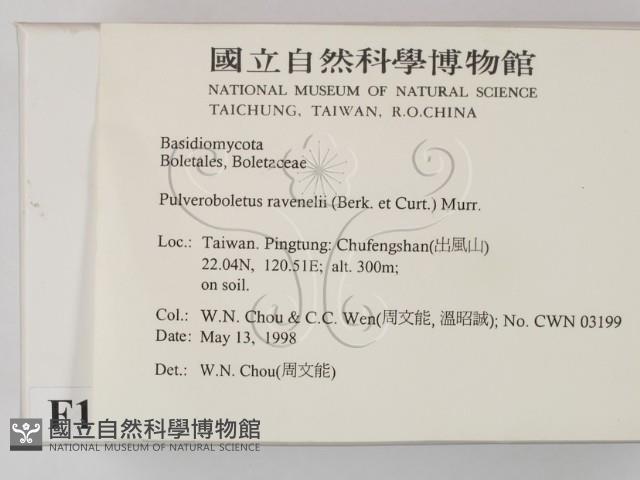 國立自然科學博物館
NATIONAL MUSEUM OF NATURAL SCIENCE
TAICHUNG, TAIWAN, R.O.CHINA
Basidiomycota
Boletales, Boletaceae
Pulveroboletus ravenelii (Berk. et Curt.) Murr.
Loc.: Taiwan. Pingtung: Chufengshan(出風山)
22.04N, 120.51E; alt. 300m;
on soil.
Col.: W.N. Chou & C.C. Wen(周文能, 溫昭誠); No. CWN 03199
Date: May 13, 1998
Det.: W.N. Chou(周文能)
F1
國立自然科學博物館
NATIONAL MUSEUM OF NATURAL SCIENCE